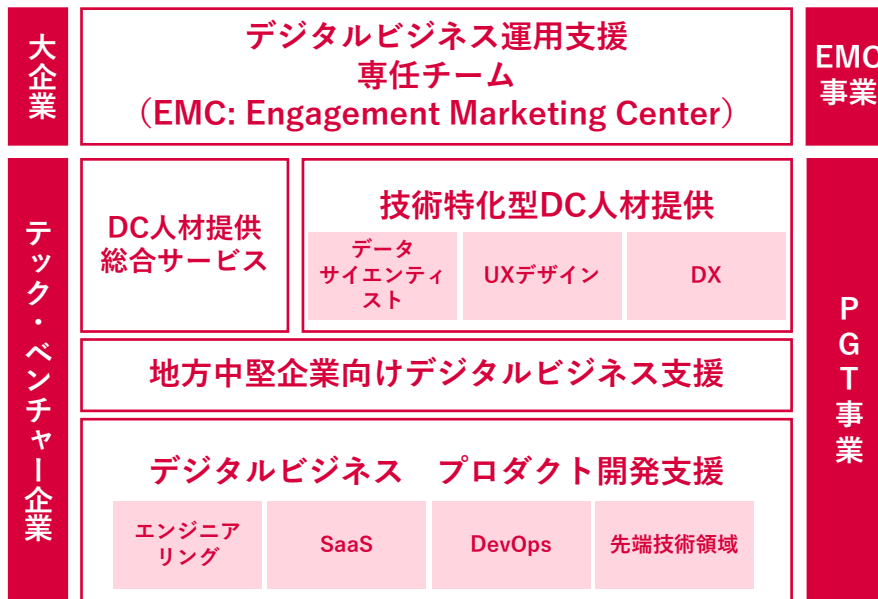 大企業
デジタルビジネス運用支援
専任チーム
（EMC: Engagement Marketing Center）
EMC
事業
テック・ベンチャー企業
DC人材提供
総合サービス
技術特化型DC人材提供
データ
サイエンティ
スト
UXデザイン
DX
地方中堅企業向けデジタルビジネス支援
デジタルビジネス　プロダクト開発支援
エンジニア
リング
SaaS
DevOps
先端技術領域
PGT事業